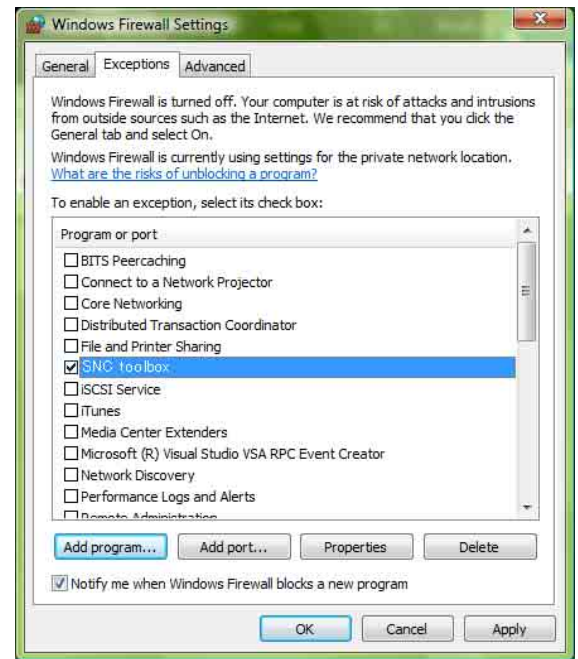 Windows Firewall Settings
General Exceptions Advanced
Windows Firewall is turned off. Your computer is at risk of attacks and intrusions
from outside sources such as the Internet. We recommend that you click the
General tab and select On.
Windows Firewall is currently using settings for the private network location.
What are the risks of unblocking a program?
To enable an exception, select its check box:
Program or port
BITS Peercaching
Connect to a Network Projector
Core Networking
Distributed Transaction Coordinator
File and Printer Sharing
SNC toolbox
iSCSI Service
iTunes
Media Center Extenders
Microsoft (R) Visual Studio VSA RPC Event Creator
Network Discovery
Performance Logs and Alerts
Remote Administration
Add program... Add port... Properties Delete
Notify me when Windows Firewall blocks a new program
OK Cancel Apply